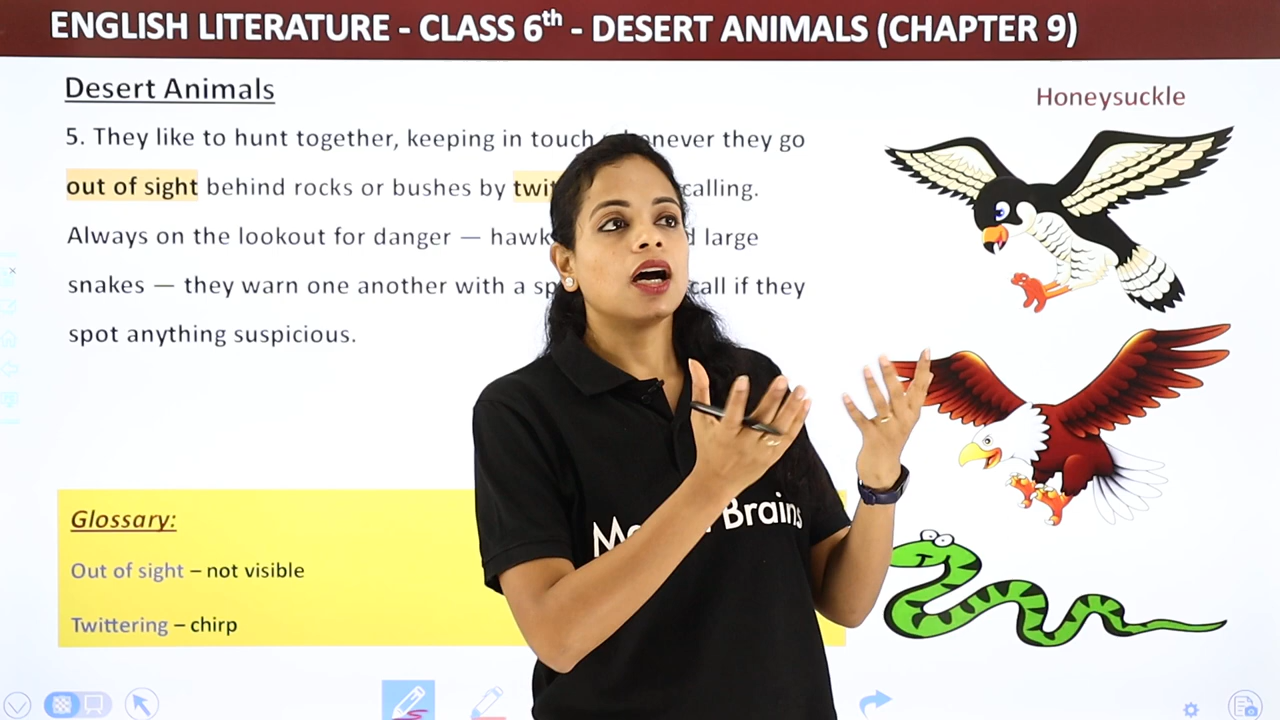 ENGLISH LITERATURE - CLASS 6th - DESERT ANIMALS (CHAPTER 9)
Desert Animals
Honeysuckle
5. They like to hunt together, keeping in touch whenever they go
out of sight behind rocks or bushes by calling.
Always on the lookout for danger — large
snakes — they warn one another with a call if they
spot anything suspicious.
Glossary:
Out of sight – not visible
Twittering – chirp
Brains